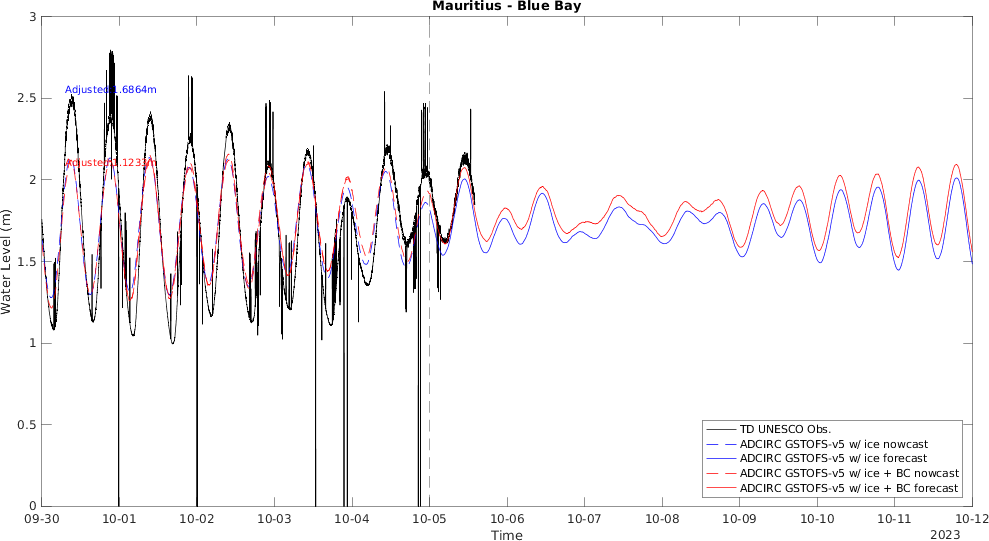 Mauritius - Blue Bay
3
2.5
2
1.5
1
0.5
0
Water Level (m)
Adjusted 1.6864m
09-30
10-01
10-02
10-03
10-04
10-05
10-06
10-07
10-08
10-09
10-10
10-11
10-12
Time
2023
TD UNESCO Obs.
ADCIRC GSTOFS-v5 w/ ice nowcast
ADCIRC GSTOFS-v5 w/ ice forecast
ADCIRC GSTOFS-v5 w/ ice + BC nowcast
ADCIRC GSTOFS-v5 w/ ice + BC forecast